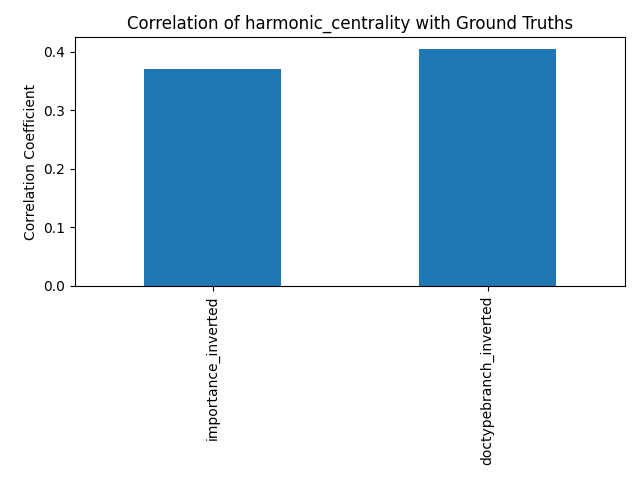 Correlation of harmonic_centrality with Ground Truths
Correlation Coefficient
0.4
0.3
0.2
0.1
0.0
importance_inverted
doctypebranch_inverted